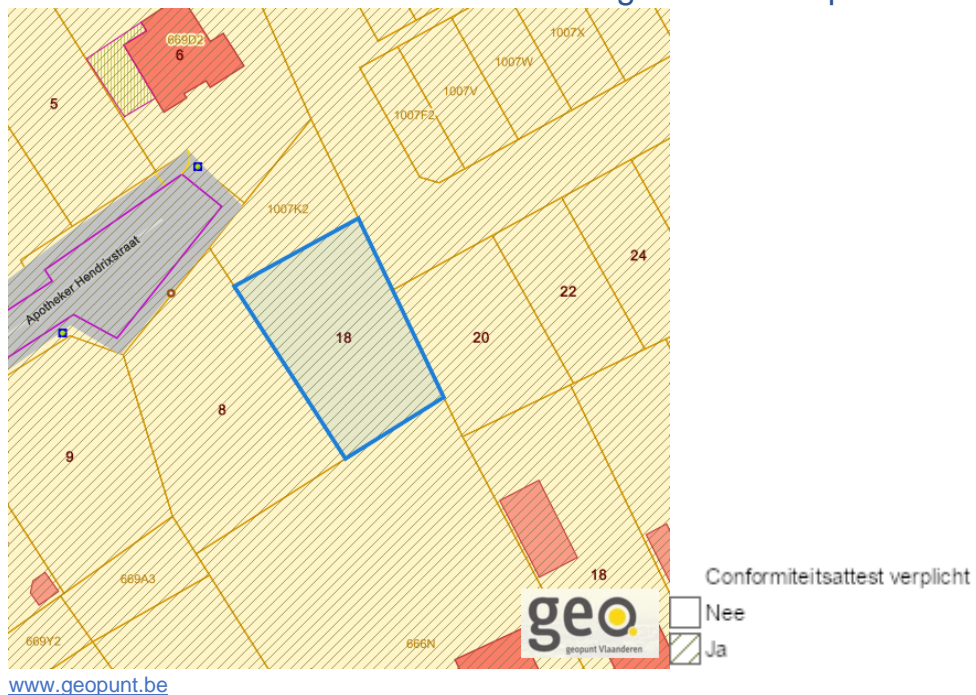 669D2
6
5
1007X
1007W
1007V
1007F2
1007K2
Apotheker Hendrixstraat
24
22
20
18
8
9
669A3
18
669Y2
666N
geo.
geopunt Vlaanderen
Conformiteitsattest verplicht
Nee
Ja
www.geopunt.be